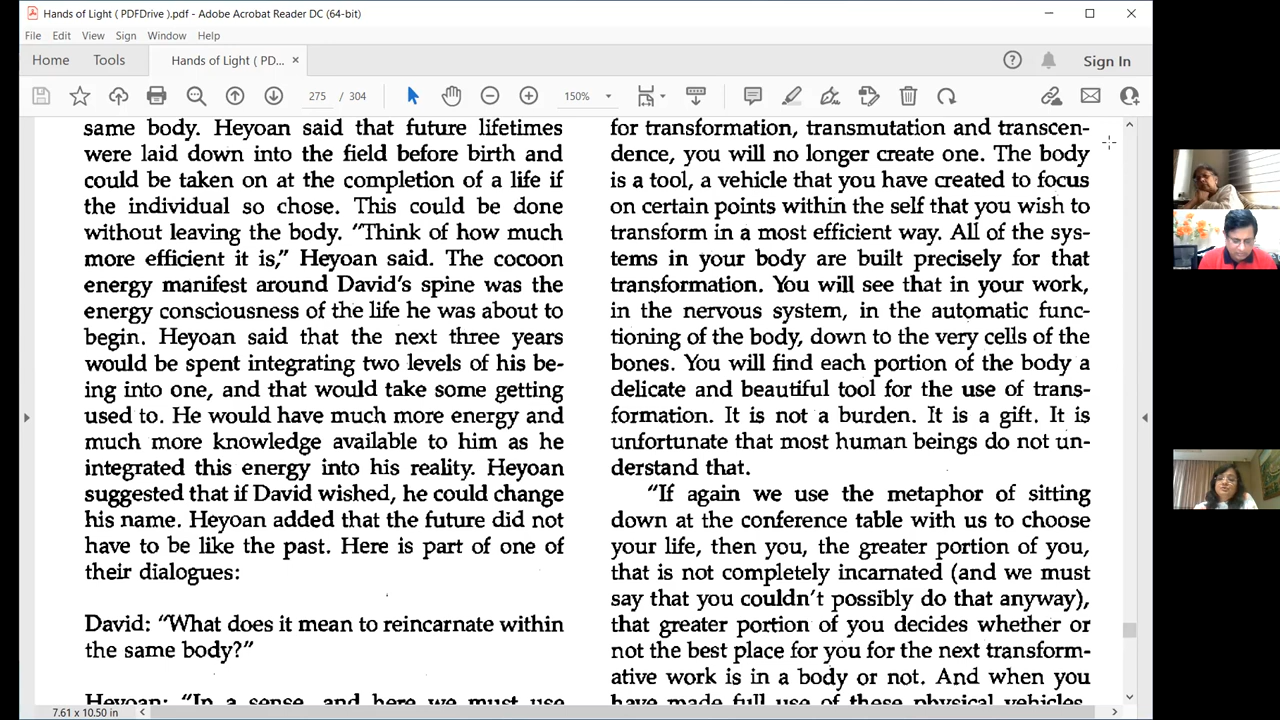 Hands of Light ( PDFDrive ).pdf - Adobe Acrobat Reader DC (64-bit)
File Edit View Sign Window Help
Home Tools Hands of Light ( PD... × Sign In
275 / 304 150%
same body. Heyoan said that future lifetimes
were laid down into the field before birth and
could be taken on at the completion of a life if
the individual so chose. This could be done
without leaving the body. “Think of how much
more efficient it is,” Heyoan said. The cocoon
energy manifest around David’s spine was the
energy consciousness of the life he was about to
begin. Heyoan said that the next three years
would be spent integrating two levels of his be-
ing into one, and that would take some getting
used to. He would have much more energy and
much more knowledge available to him as he
integrated this energy into his reality. Heyoan
suggested that if David wished, he could change
his name. Heyoan added that the future did not
have to be like the past. Here is part of one of
their dialogues:
David: “What does it mean to reincarnate within
the same body?”
Heyoan: “In a sense, and here we must use
for transformation, transmutation and transcen-
dence, you will no longer create one. The body
is a tool, a vehicle that you have created to focus
on certain points within the self that you wish to
transform in a most efficient way. All of the sys-
tems in your body are built precisely for that
transformation. You will see that in your work,
in the nervous system, in the automatic func-
tioning of the body, down to the very cells of the
bones. You will find each portion of the body a
delicate and beautiful tool for the use of trans-
formation. It is not a burden. It is a gift. It is
unfortunate that most human beings do not un-
derstand that.
“If again we use the metaphor of sitting
down at the conference table with us to choose
your life, then you, the greater portion of you,
that is not completely incarnated (and we must
say that you couldn’t possibly do that anyway),
that greater portion of you decides whether or
not the best place for you for the next transform-
ative work is in a body or not. And when you
have made full use of these physical vehicles,
7.61 x 10.50 in